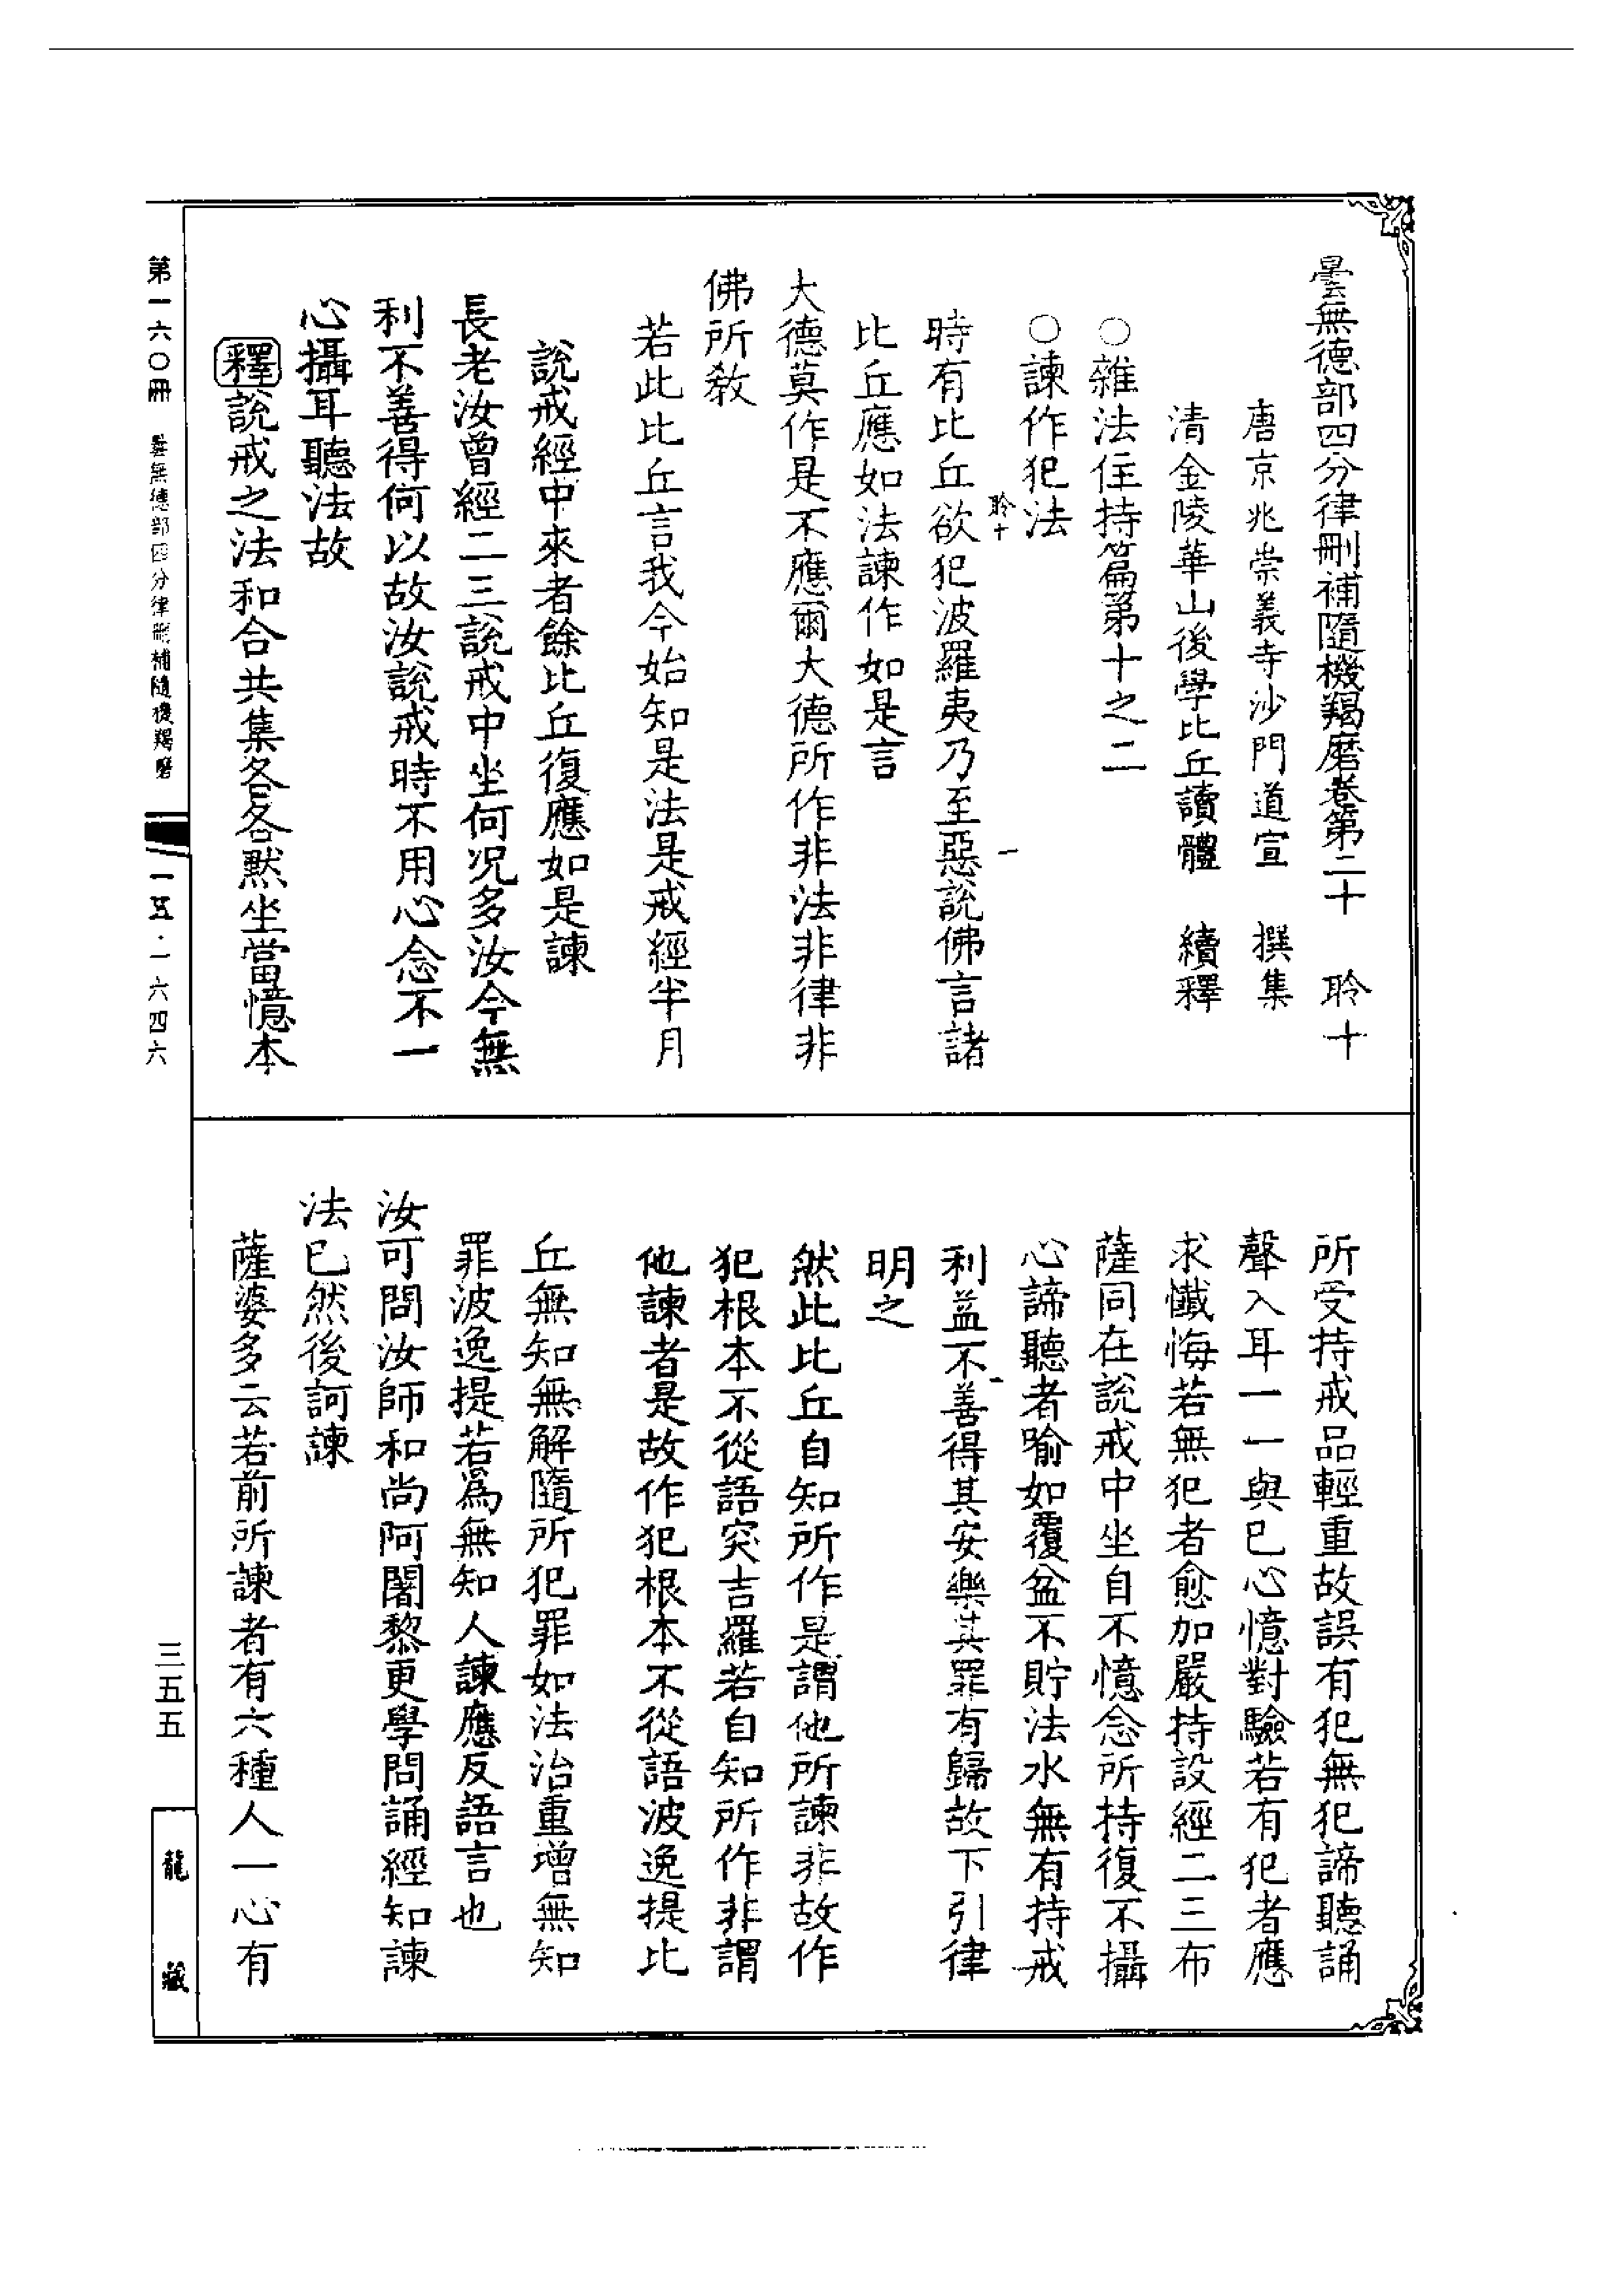 曇無德部四分律刪補隨機羯磨卷第二十　聆十
唐京兆崇義寺沙門道宣　撰集
清金陵華山後學比丘讀體　續釋
○雜法住持篇第十之二
○諫作犯法
聆十　一
時有比丘欲犯波羅夷乃至惡說佛言諸
比丘應如法諫作如是言
大德莫作是不應爾大德所作非法非律非
佛所教
若此比丘言我今始知是法是戒經半月
說戒經中來者餘比丘復應如是諫
長老汝曾經二三說戒中坐何況多汝今無
利不善得何以故汝說戒時不用心念不一
心攝耳聽法故
釋說戒之法和合共集各各默坐當憶本
所受持戒品輕重故誤有犯無犯諦聽誦
聲入耳一一與已心憶對驗若有犯者應
求懺悔若無犯者愈加嚴持設經二三布
薩同在說戒中坐自不憶念所持復不攝
心諦聽者喻如覆盆不貯法水無有持戒
利益不善得其安樂其罪有歸故下引律
明之
然此比丘自知所作是謂他所諫非故作
犯根本不從語突吉羅若自知所作非謂
他諫者是故作犯根本不從語波逸提比
丘無知無解隨所犯罪如法治重增無知
罪波逸提若爲無知人諫應反語言也
汝可問汝師和尚阿闍黎更學問誦經知諫
法已然後訶諫
薩婆多云若前所諫者有六種人一心有
第一六〇冊　曇無德部四分律刪補隨機羯磨
一五·一六四六
三五五
龍藏